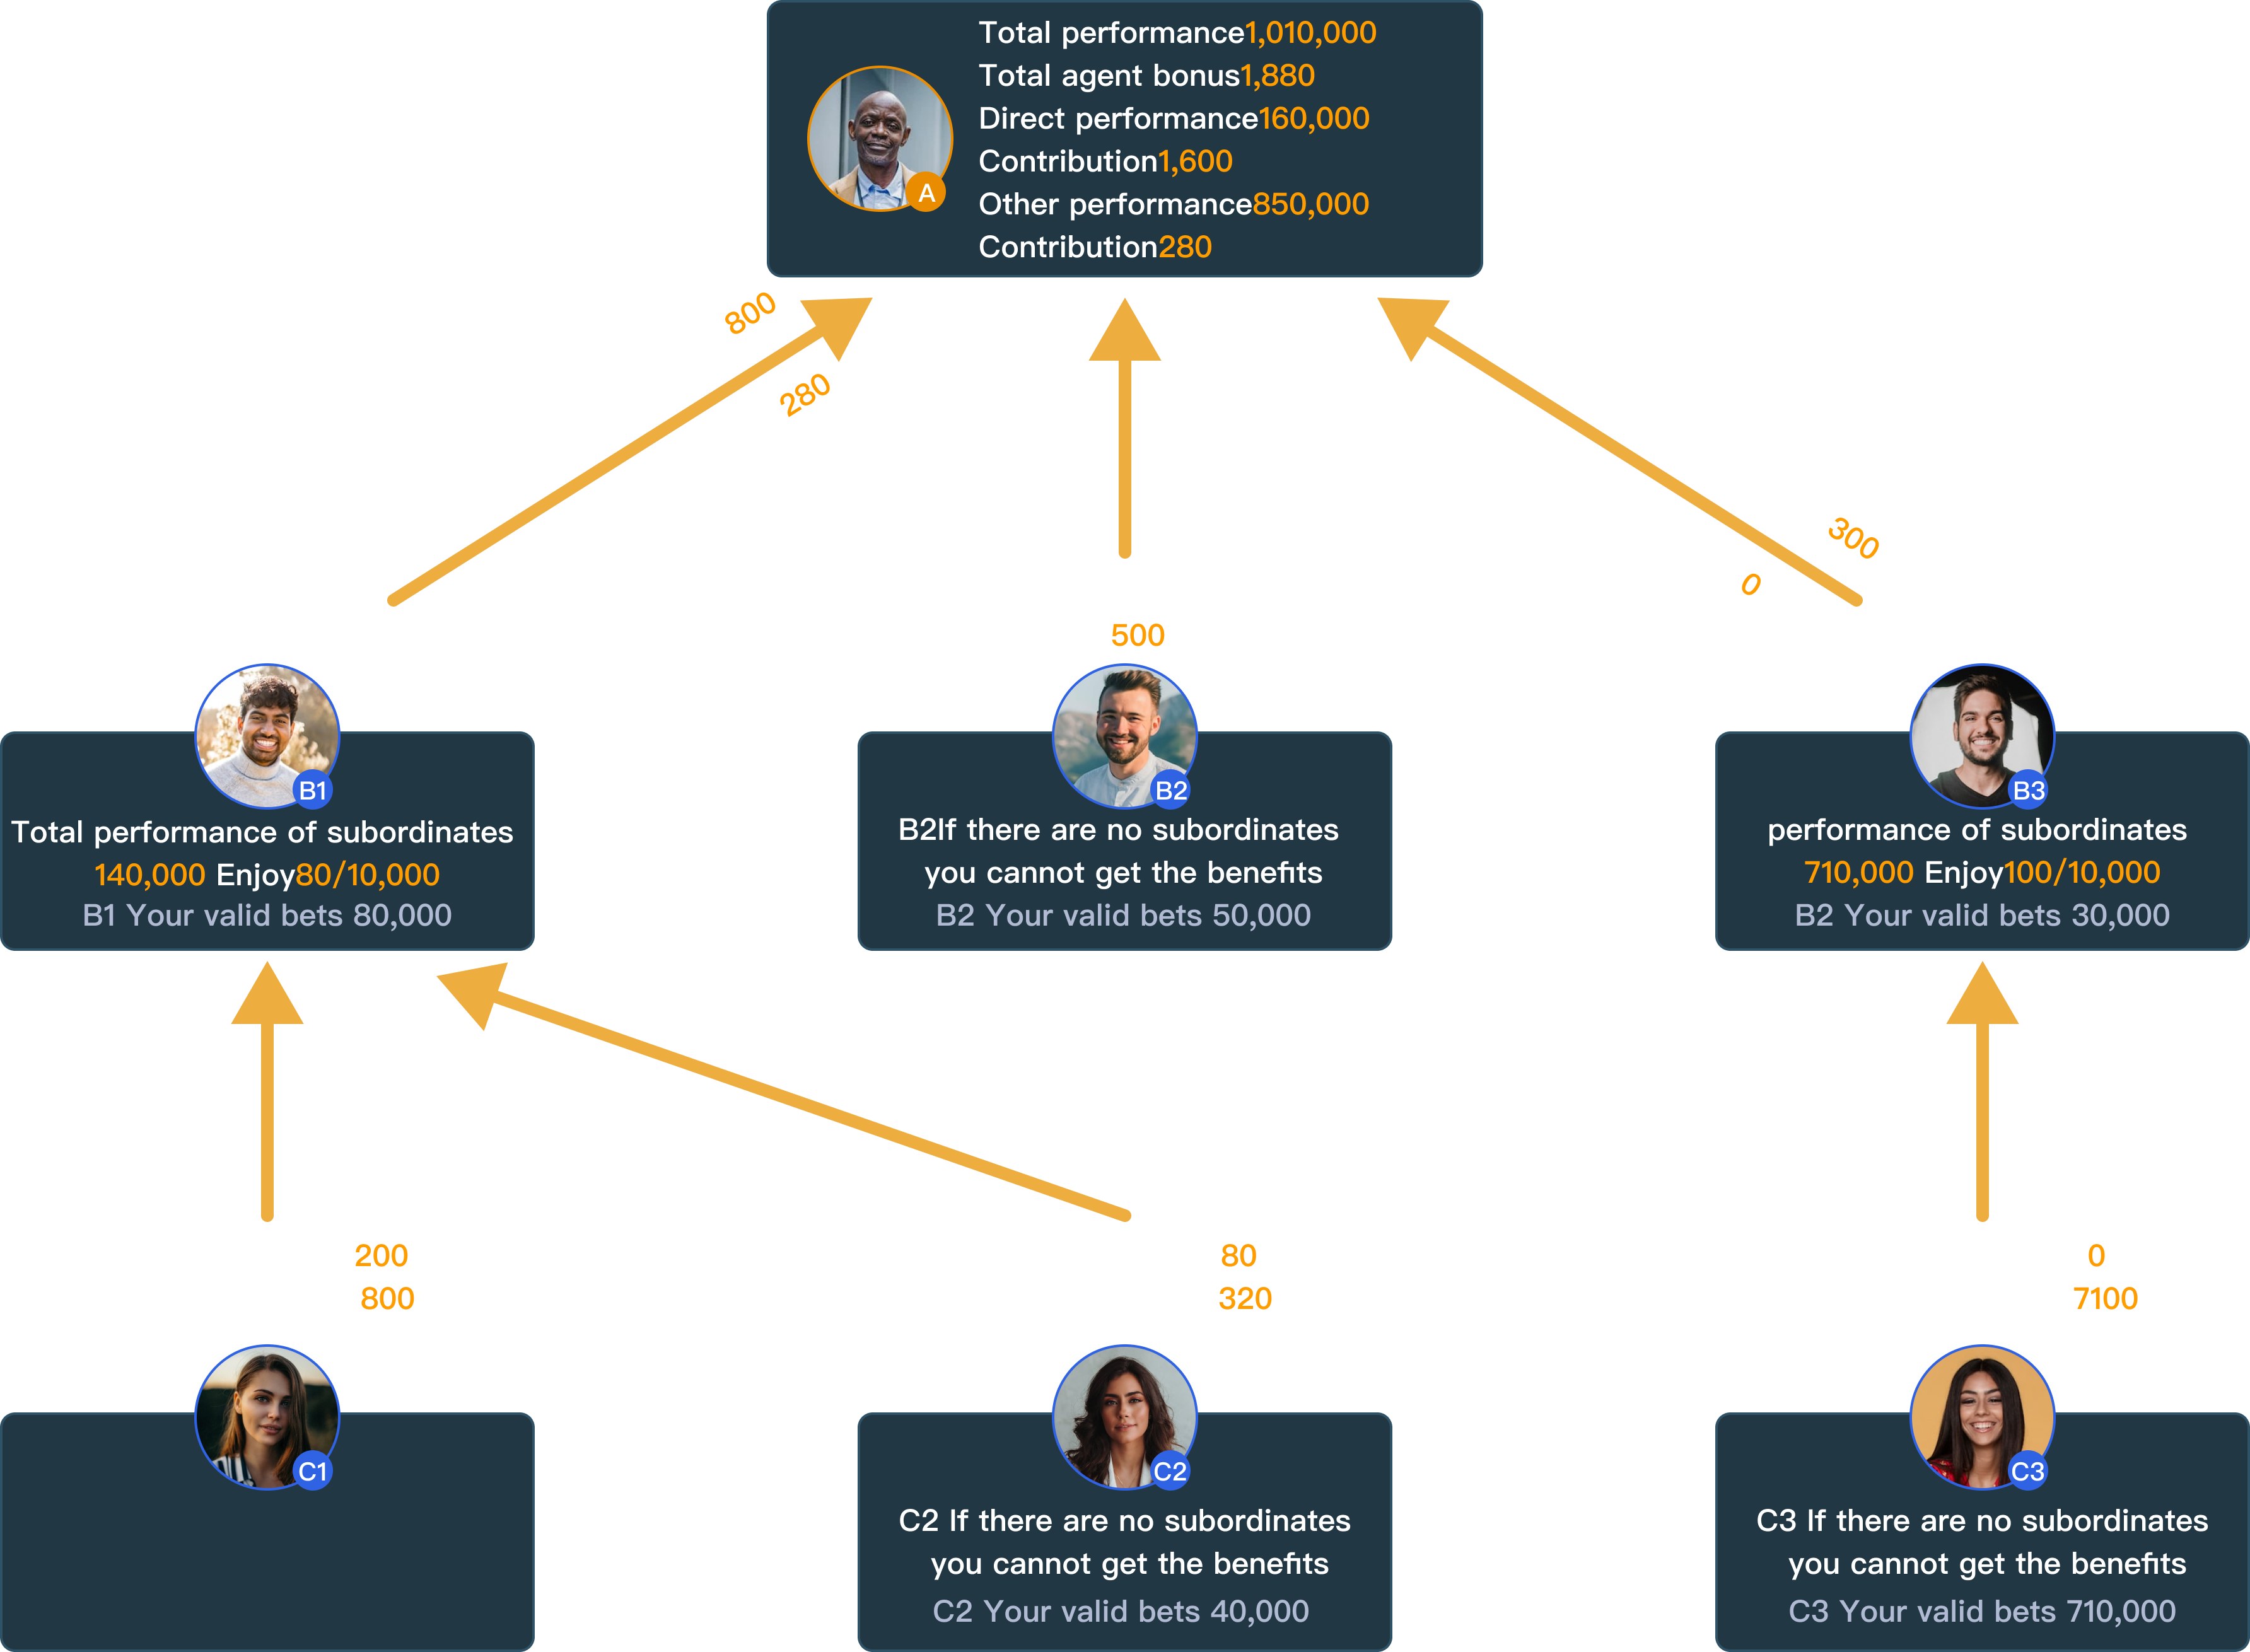 Total performance1,010,000
Total agent bonus1,880
Direct performance160,000
Contribution1,600
Other performance850,000
Contribution280
A
800
280
300
0
500
B1
Total performance of subordinates
140,000 Enjoy80/10,000
B1 Your valid bets 80,000
B2
B2If there are no subordinates
you cannot get the benefits
B2 Your valid bets 50,000
B3
performance of subordinates
710,000 Enjoy100/10,000
B2 Your valid bets 30,000
200
800
80
320
0
7100
C1
C2
C2 If there are no subordinates
you cannot get the benefits
C2 Your valid bets 40,000
C3
C3 If there are no subordinates
you cannot get the benefits
C3 Your valid bets 710,000